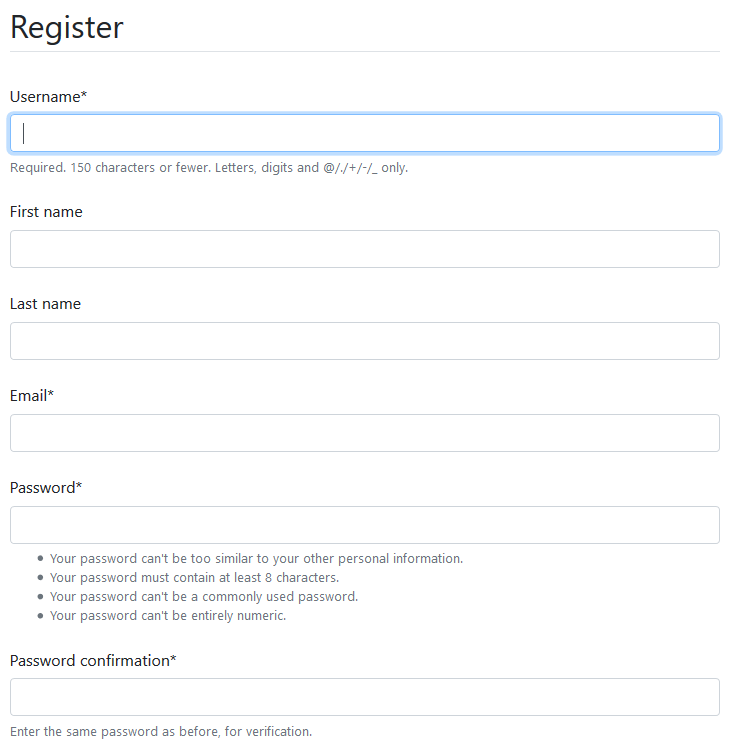 Register
Username*
Required. 150 characters or fewer. Letters, digits and @/./+/-/_ only.
First name
Last name
Email*
Password*
• Your password can't be too similar to your other personal information.
• Your password must contain at least 8 characters.
• Your password can't be a commonly used password.
• Your password can't be entirely numeric.
Password confirmation*
Enter the same password as before, for verification.